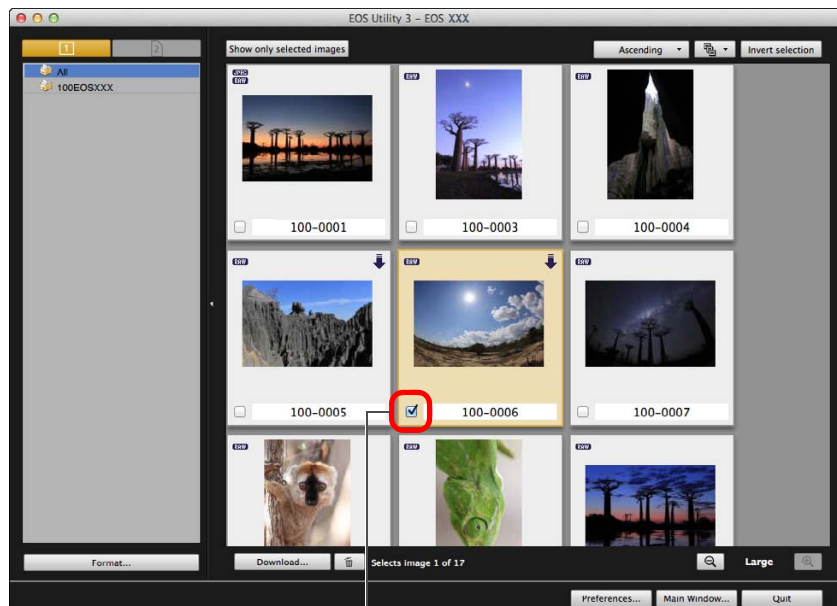 EOS Utility 3 – EOS XXX
1
2
Show only selected images
Ascending
Invert selection
All
100EOSXXX
JPEG
RAW
RAW
RAW
100-0001
100-0003
100-0004
RAW
RAW
RAW
100-0005
100-0006
100-0007
RAW
RAW
RAW
Format...
Download...
Selects image 1 of 17
Large
Preferences...
Main Window...
Quit